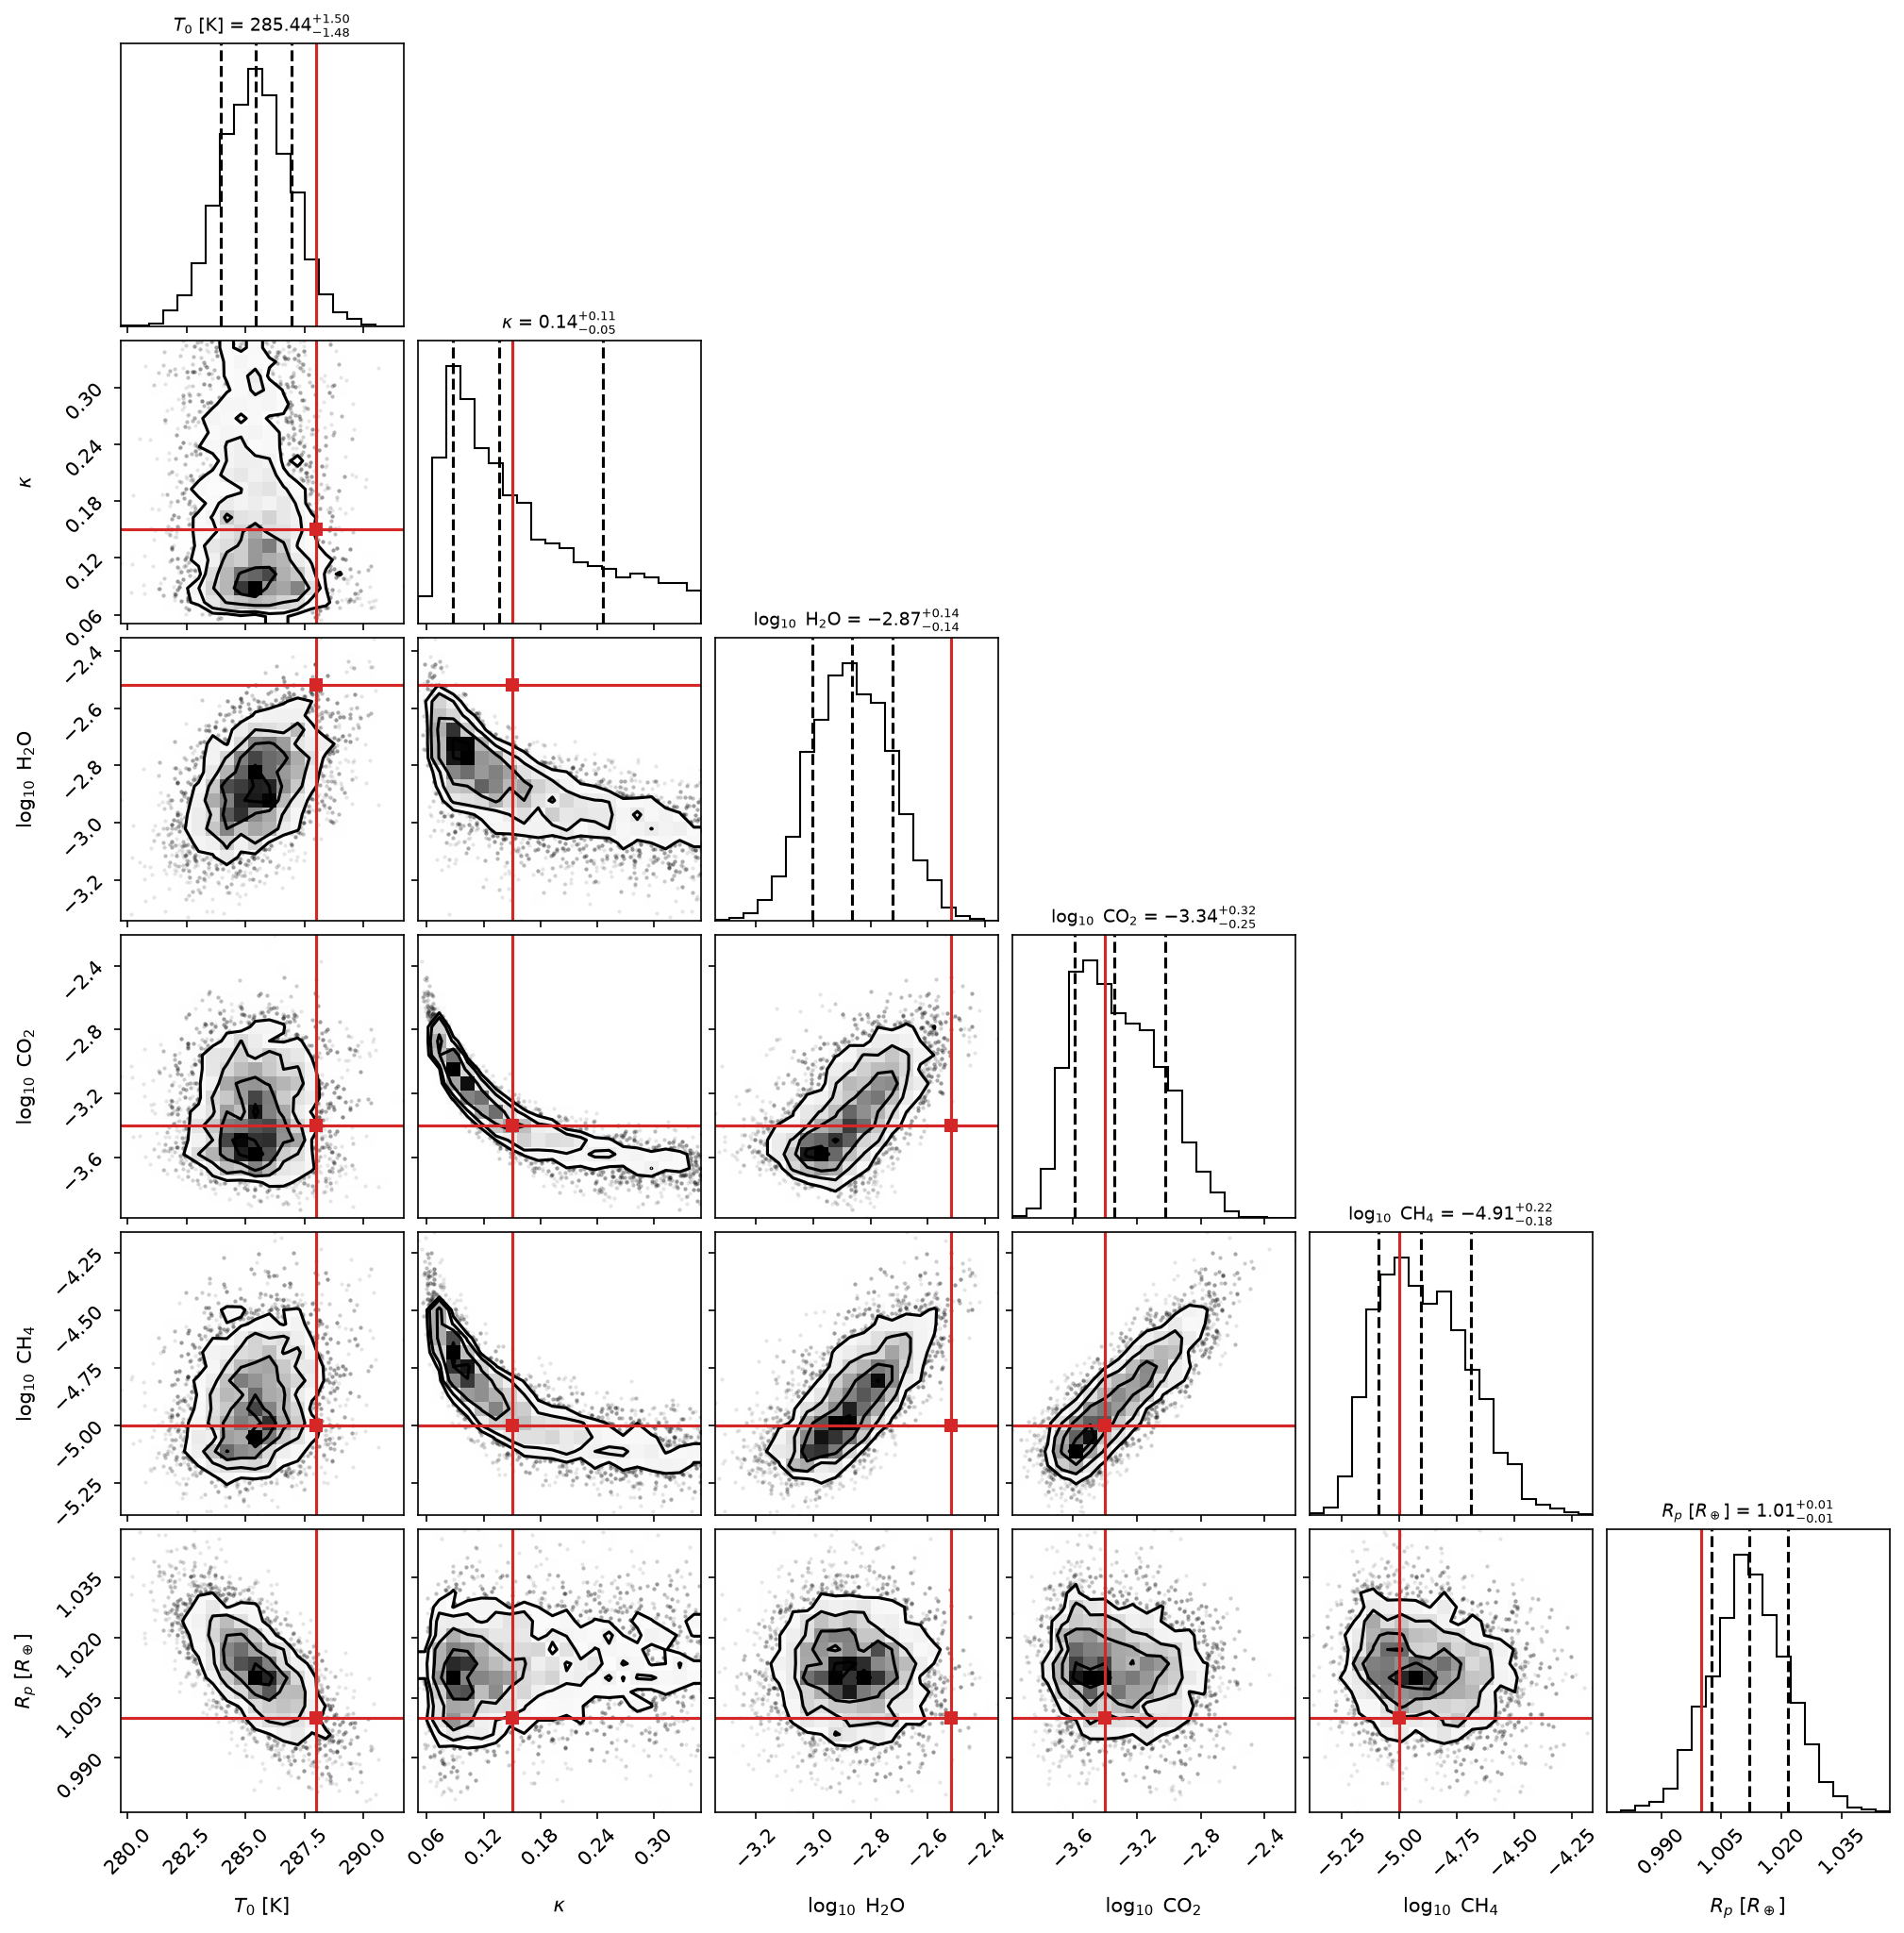 T₀ [K] = 285.44 +1.50 −1.48
κ = 0.14 +0.11 −0.05
0.30
0.24
0.18
0.12
0.06
κ
log₁₀ H₂O = −2.87 +0.14 −0.14
−2.4
−2.6
−2.8
−3.0
−3.2
log₁₀ H₂O
log₁₀ CO₂ = −3.34 +0.32 −0.25
−2.4
−2.8
−3.2
−3.6
log₁₀ CO₂
log₁₀ CH₄ = −4.91 +0.22 −0.18
−4.25
−4.50
−4.75
−5.00
−5.25
log₁₀ CH₄
Rₚ [R⊕] = 1.01 +0.01 −0.01
1.035
1.020
1.005
0.990
Rₚ [R⊕]
280.0 282.5 285.0 287.5 290.0 0.06 0.12 0.18 0.24 0.30 −3.2 −3.0 −2.8 −2.6 −2.4 −3.6 −3.2 −2.8 −2.4 −5.25 −5.00 −4.75 −4.50 −4.25 0.990 1.005 1.020 1.035
T₀ [K] κ log₁₀ H₂O log₁₀ CO₂ log₁₀ CH₄ Rₚ [R⊕]